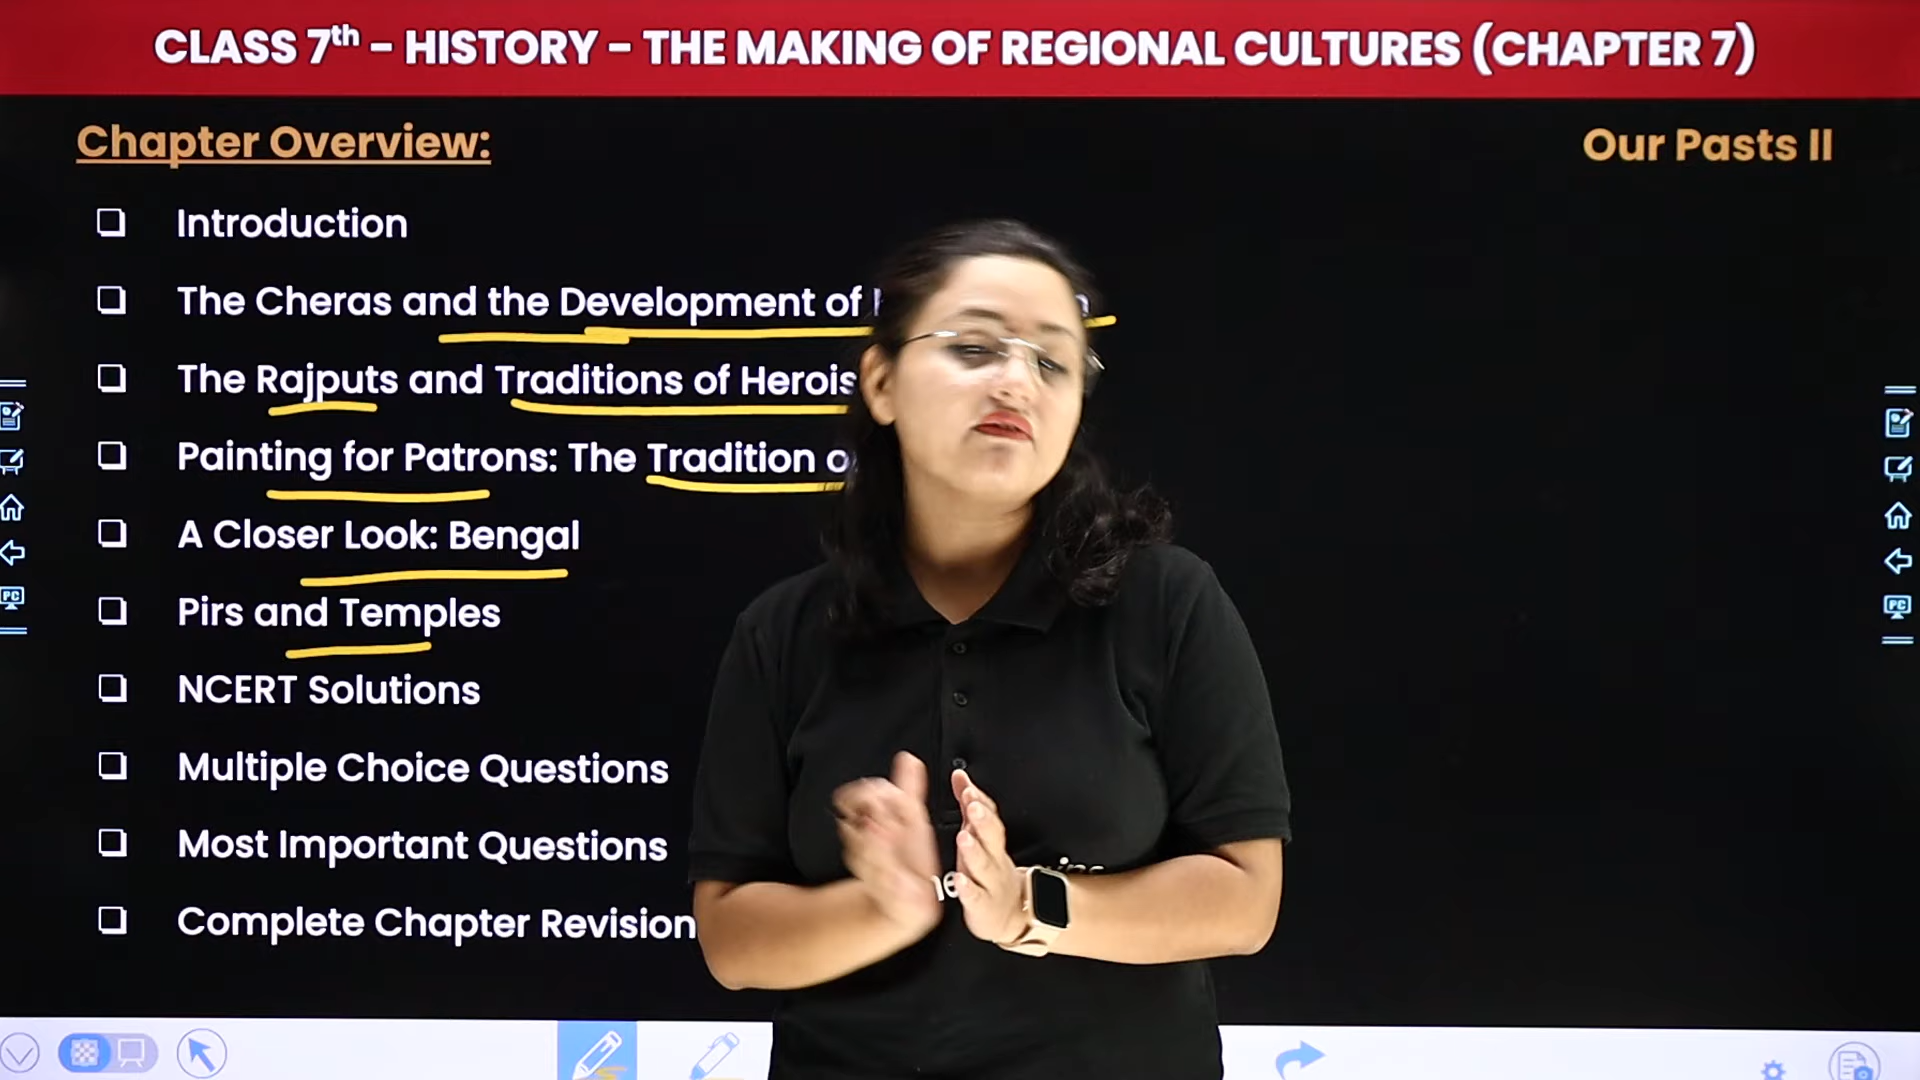 CLASS 7th - HISTORY - THE MAKING OF REGIONAL CULTURES (CHAPTER 7)
Chapter Overview:
Our Pasts II
❑ Introduction
❑ The Cheras and the Development of
❑ The Rajputs and Traditions of
❑ Painting for Patrons: The Tradition
❑ A Closer Look: Bengal
❑ Pirs and Temples
❑ NCERT Solutions
❑ Multiple Choice Questions
❑ Most Important Questions
❑ Complete Chapter Revision
PC
PC